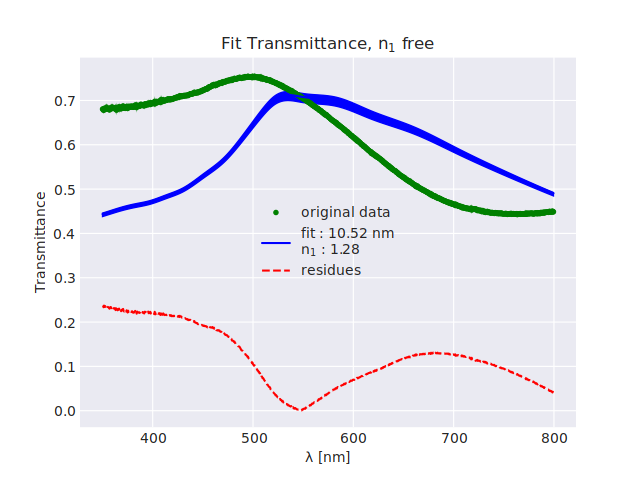 Fit Transmittance, n₁ free
Transmittance
0.7
0.6
0.5
0.4
0.3
0.2
0.1
0.0
original data
fit : 10.52 nm
n₁ : 1.28
residues
400 500 600 700 800
λ [nm]